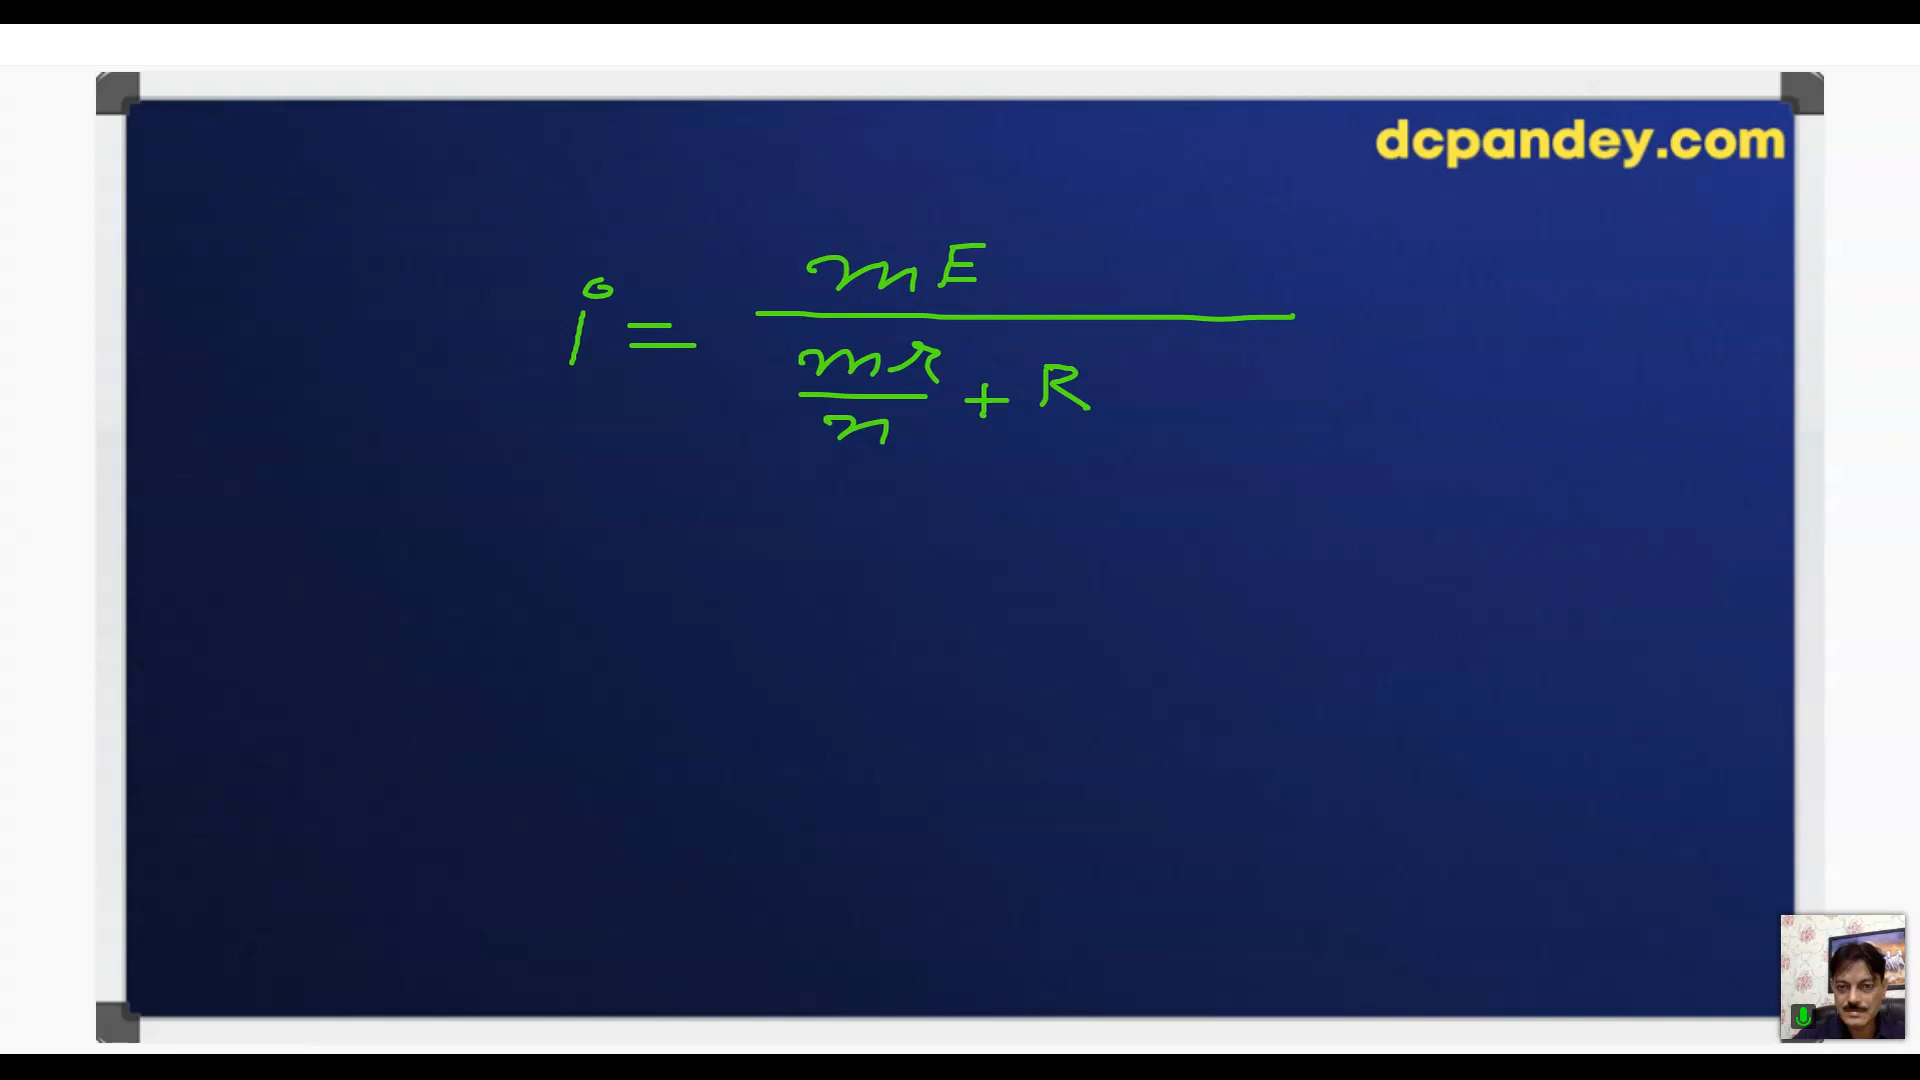 dcpandey.com
i = mE / (mr/n + R)